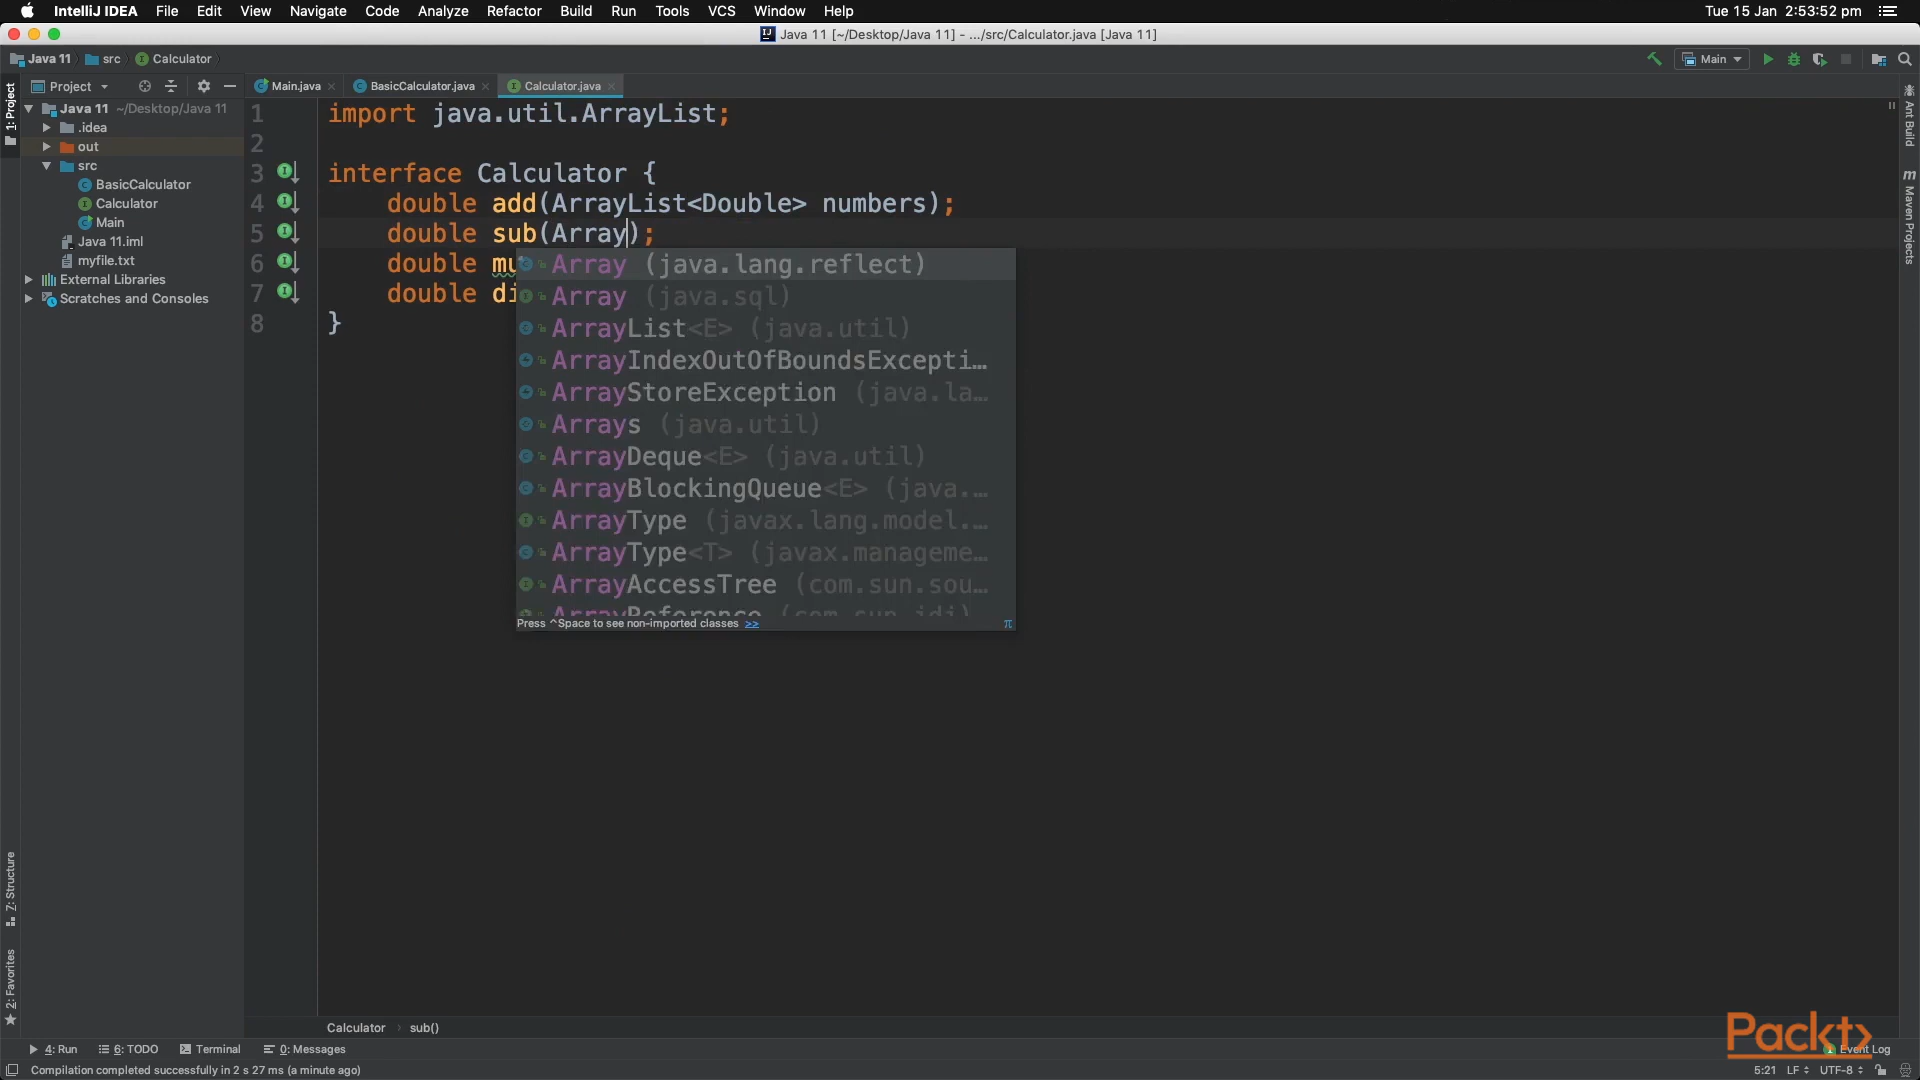 IntelliJ IDEA File Edit View Navigate Code Analyze Refactor Build Run Tools VCS Window Help Tue 15 Jan 2:53:52 pm
Java 11 [~/Desktop/Java 11] - .../src/Calculator.java [Java 11]
Java 11 src Calculator Main
Project Main.java BasicCalculator.java Calculator.java
1: Project
Java 11 ~/Desktop/Java 11
.idea
out
src
BasicCalculator
Calculator
Main
Java 11.iml
myfile.txt
External Libraries
Scratches and Consoles
1 import java.util.ArrayList;
2
3 interface Calculator {
4 double add(ArrayList<Double> numbers);
5 double sub(Array);
6 double mu
7 double di
8 }
Array (java.lang.reflect)
Array (java.sql)
ArrayList<E> (java.util)
ArrayIndexOutOfBoundsExcepti…
ArrayStoreException (java.la…
Arrays (java.util)
ArrayDeque<E> (java.util)
ArrayBlockingQueue<E> (java.…
ArrayType (javax.lang.model.…
ArrayType<T> (javax.manageme…
ArrayAccessTree (com.sun.sou…
ArrayReference (com.sun.jdi)
Press ^Space to see non-imported classes >> π
Ant Build
m Maven Projects
7: Structure
2: Favorites
Calculator sub()
Packt>
4: Run 6: TODO Terminal 0: Messages 1 Event Log
Compilation completed successfully in 2 s 27 ms (a minute ago) 5:21 LF UTF-8